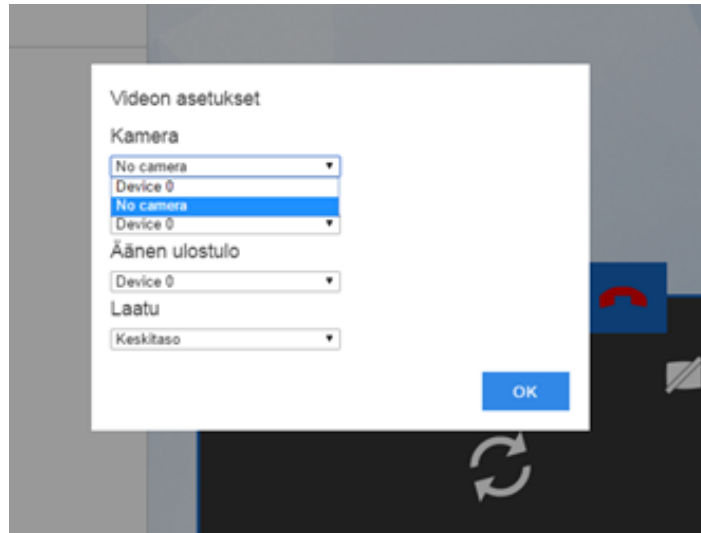 Videon asetukset
Kamera
No camera
Device 0
No camera
Device 0
Äänen ulostulo
Device 0
Laatu
Keskitaso
OK